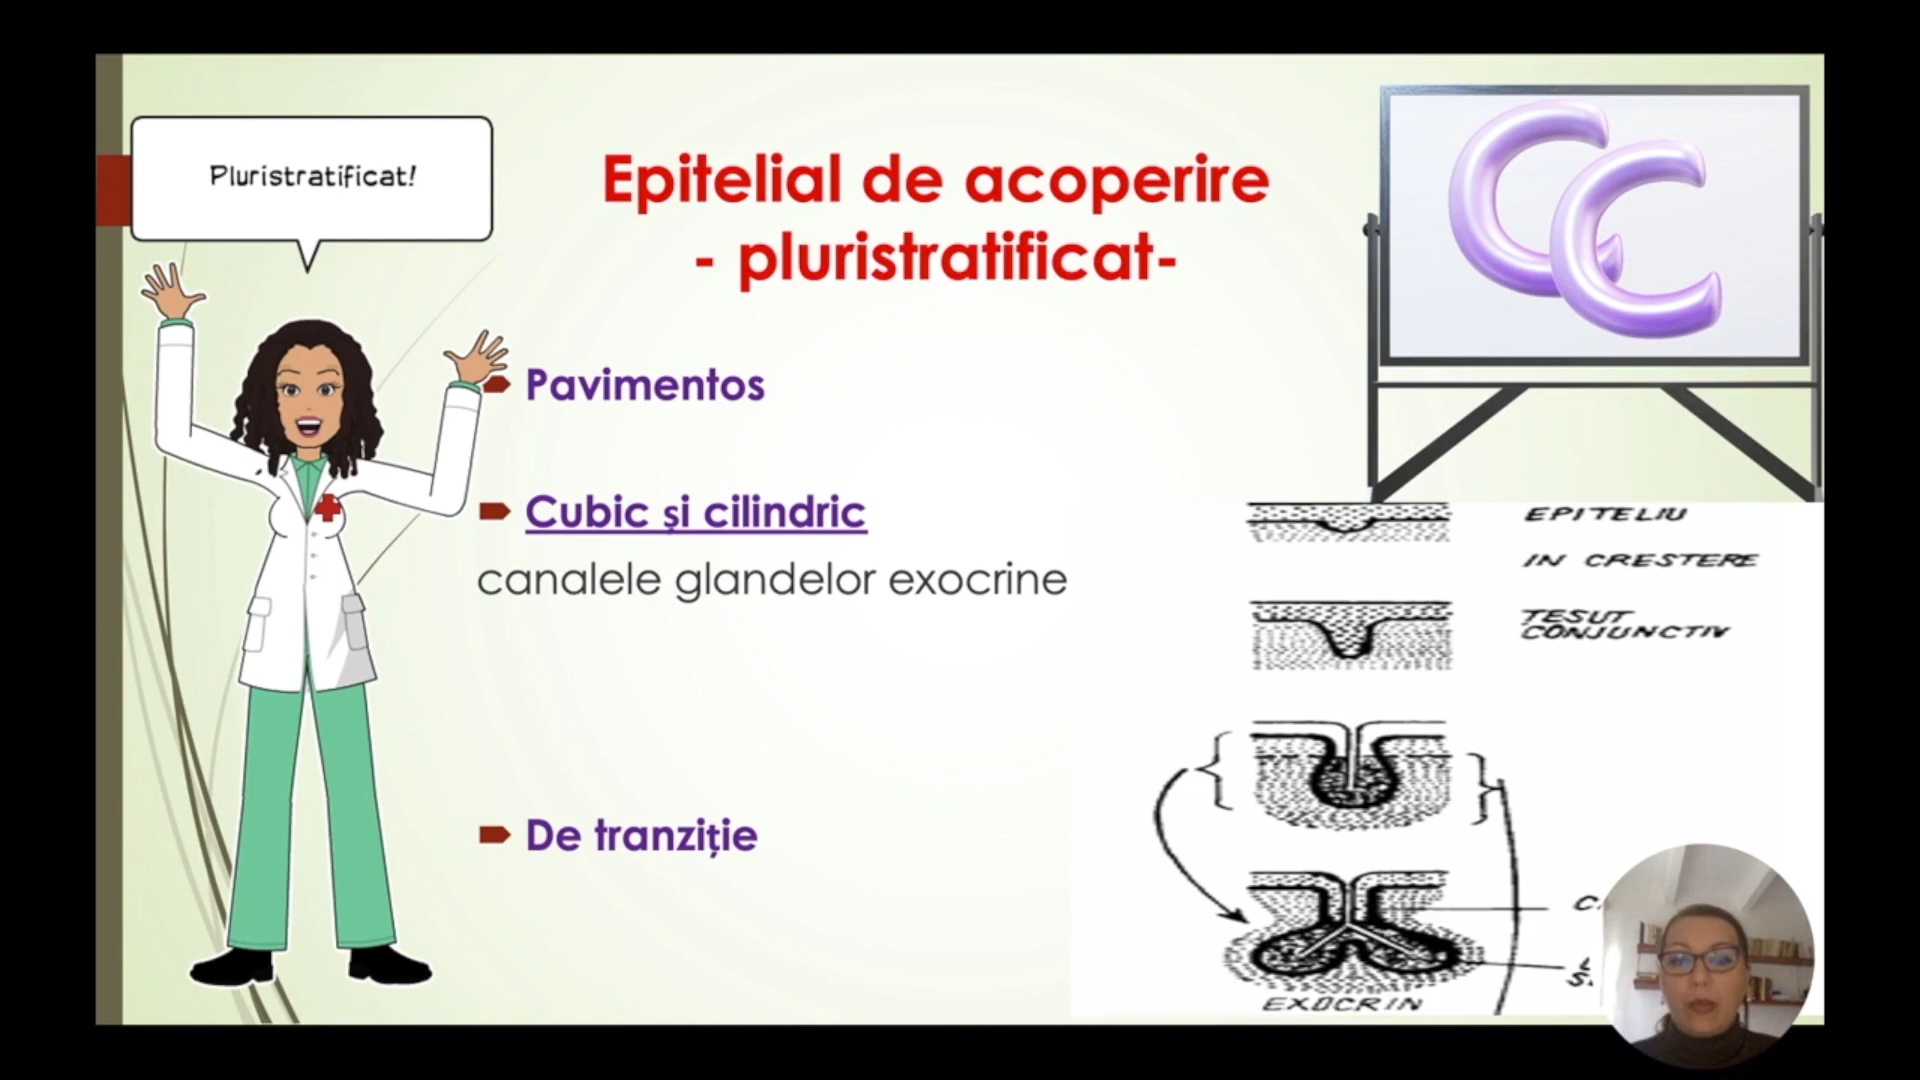 Pluristratificat!
Epitelial de acoperire
- pluristratificat-
CC
Pavimentos
Cubic și cilindric
canalele glandelor exocrine
De tranziție
EPITELIU
IN CRESTERE
TESUT
CONJUNCTIV
EXOCRIN